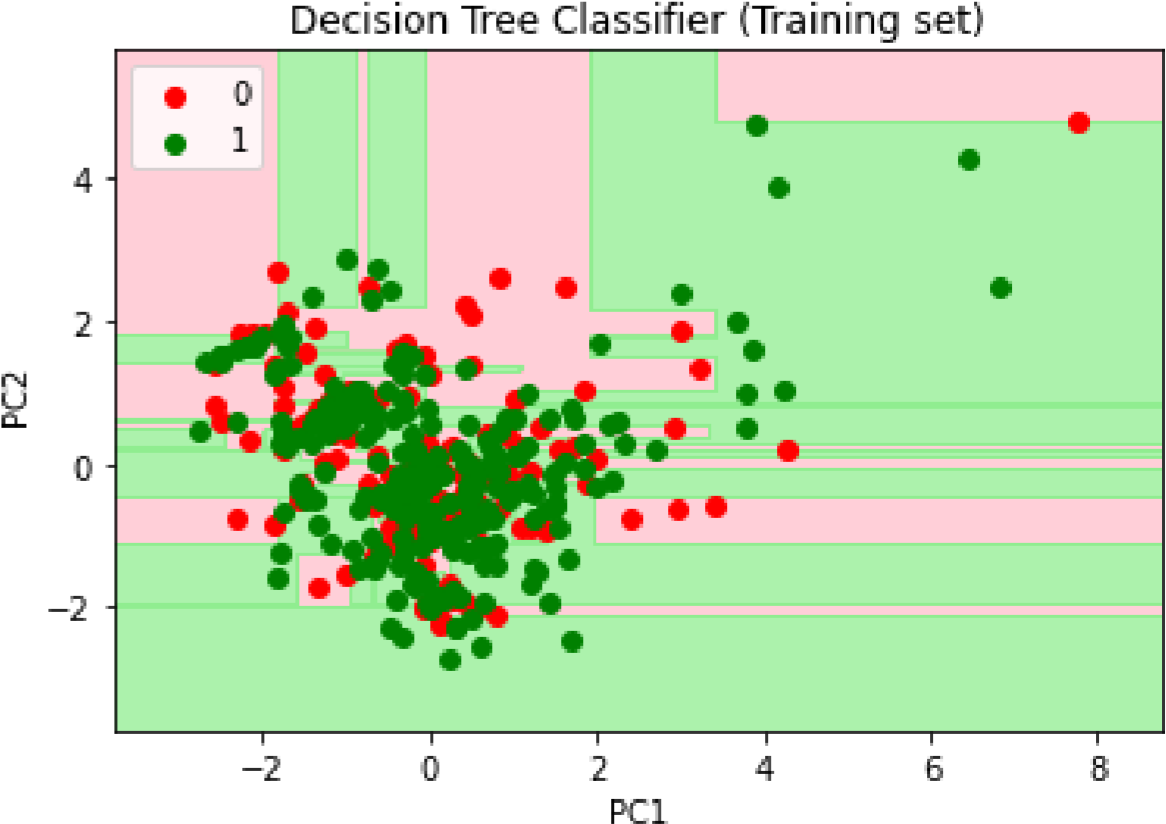 Decision Tree Classifier (Training set)
0
1
4
2
0
−2
PC2
−2 0 2 4 6 8
PC1